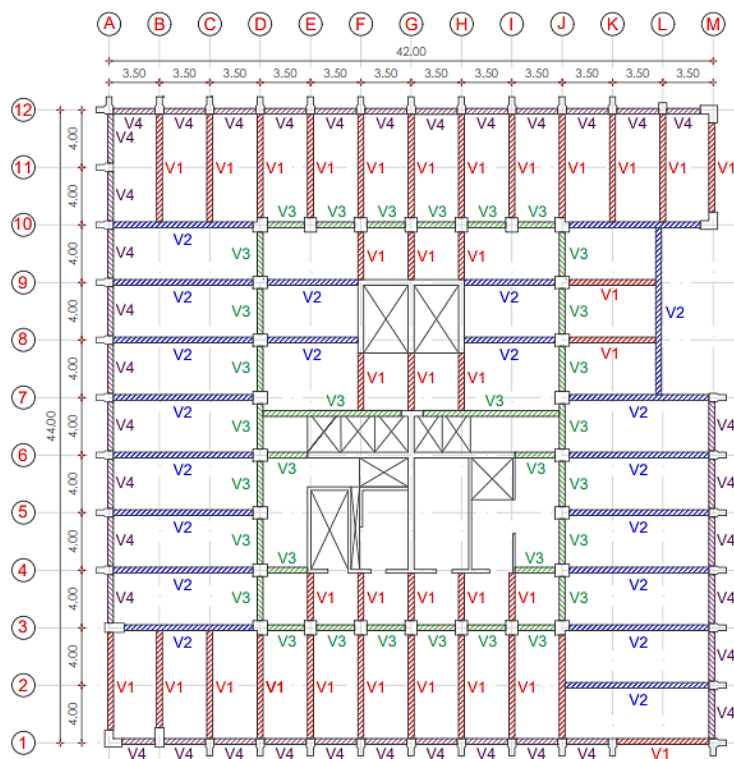 A B C D E F G H I J K L M
42.00
3.50 3.50 3.50 3.50 3.50 3.50 3.50 3.50 3.50 3.50 3.50 3.50
12
V4 V4 V4 V4 V4 V4 V4 V4 V4 V4 V4 V4
V4
4.00
11 V1 V1 V1 V1 V1 V1 V1 V1 V1 V1 V1 V1
V4
4.00
V3 V3 V3 V3 V3 V3
10
V2 V2
V4 V3 V1 V1 V1 V3
4.00
9
V2 V2 V2 V1
V4 V3 V3 V2
4.00
8
V2 V2 V2 V1
V4 V3 V1 V1 V1 V3
4.00
7
V3 V3
V2 V2
44.00
V4 V3 V3 V4
4.00
6
V2 V3 V3 V2
V4 V3 V3 V4
4.00
5
V2 V2
V4 V3 V3 V3 V4
4.00
4
V2 V2
V4 V3 V1 V1 V1 V1 V1 V3 V4
4.00
3
V2 V3 V3 V3 V3 V3 V3 V2
V4
4.00
2
V1 V1 V1 V1 V1 V1 V1 V1 V1 V1 V2
V4
4.00
1
V4 V4 V4 V4 V4 V4 V4 V4 V4 V4 V1